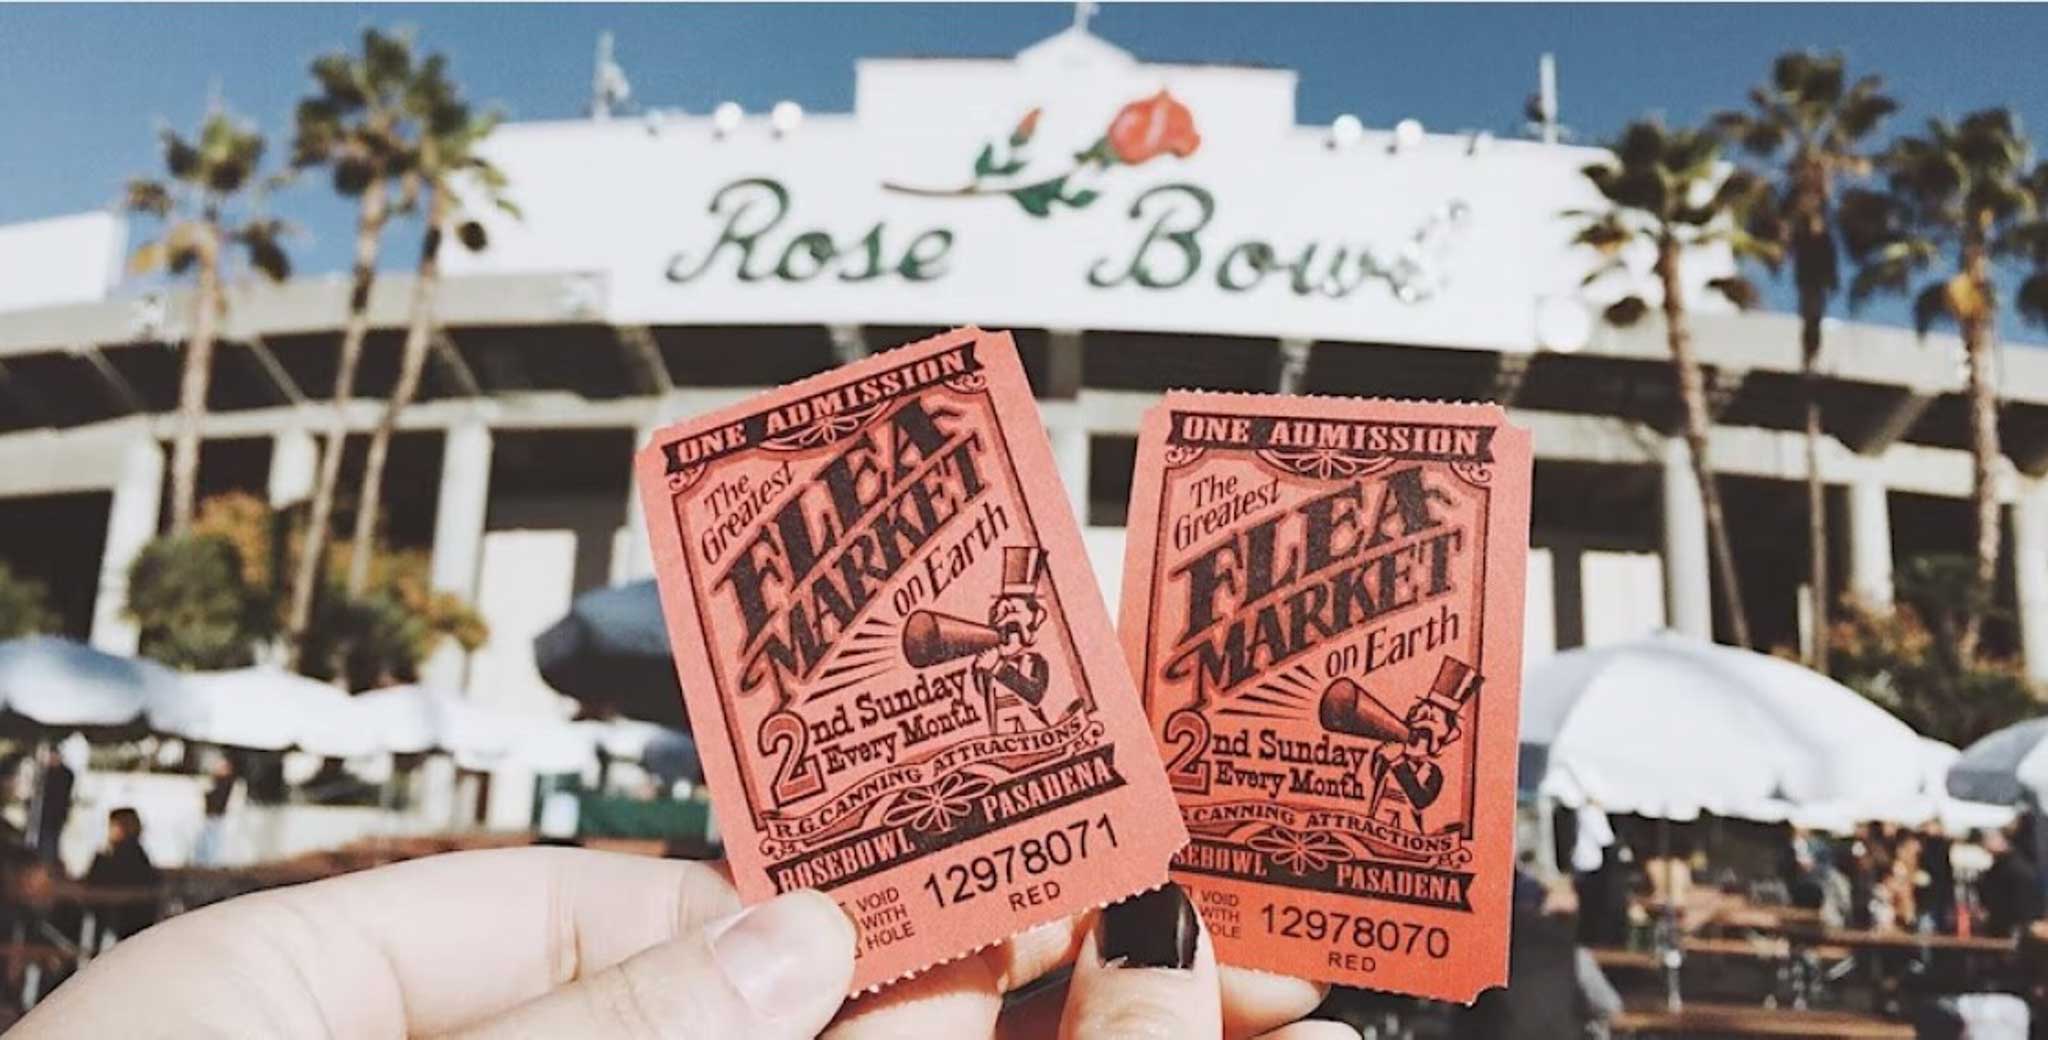 Rose Bowl
ONE ADMISSION
The
Greatest
FLEA
MARKET
on Earth
2nd Sunday
Every Month
R.G. CANNING ATTRACTIONS
ROSEBOWL PASADENA
VOID
WITH
HOLE
12978071
RED
ONE ADMISSION
The
Greatest
FLEA
MARKET
on Earth
2nd Sunday
Every Month
CANNING ATTRACTIONS
SEBOWL PASADENA
VOID
WITH
OLE
12978070
RED